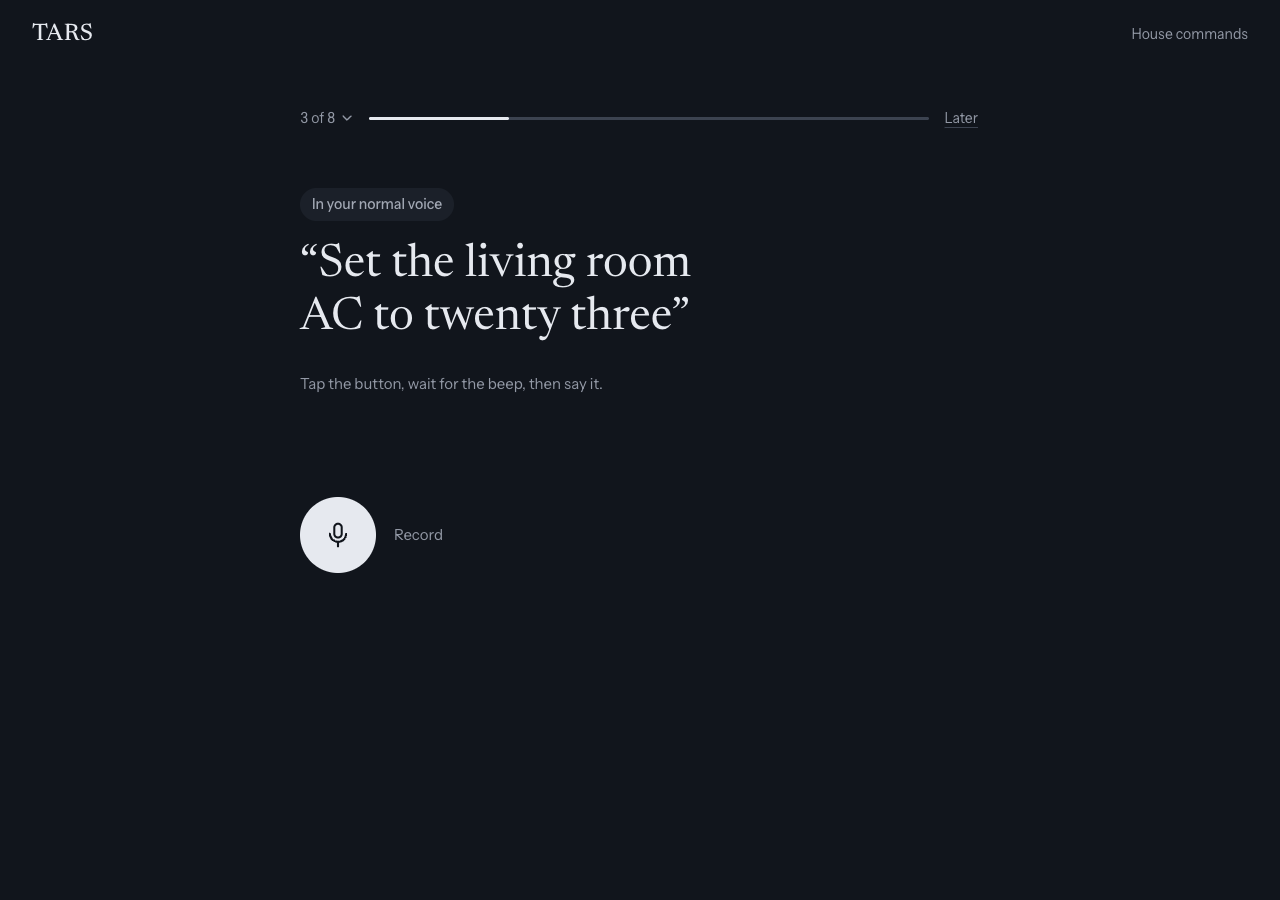 TARS
House commands
3 of 8
Later
In your normal voice
“Set the living room
AC to twenty three”
Tap the button, wait for the beep, then say it.
Record